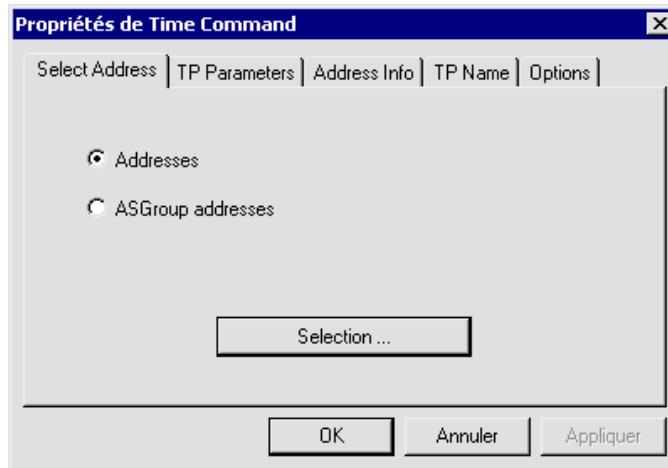 Propriétés de Time Command
Select Address TP Parameters Address Info TP Name Options
Addresses
ASGroup addresses
Selection ...
OK Annuler Appliquer